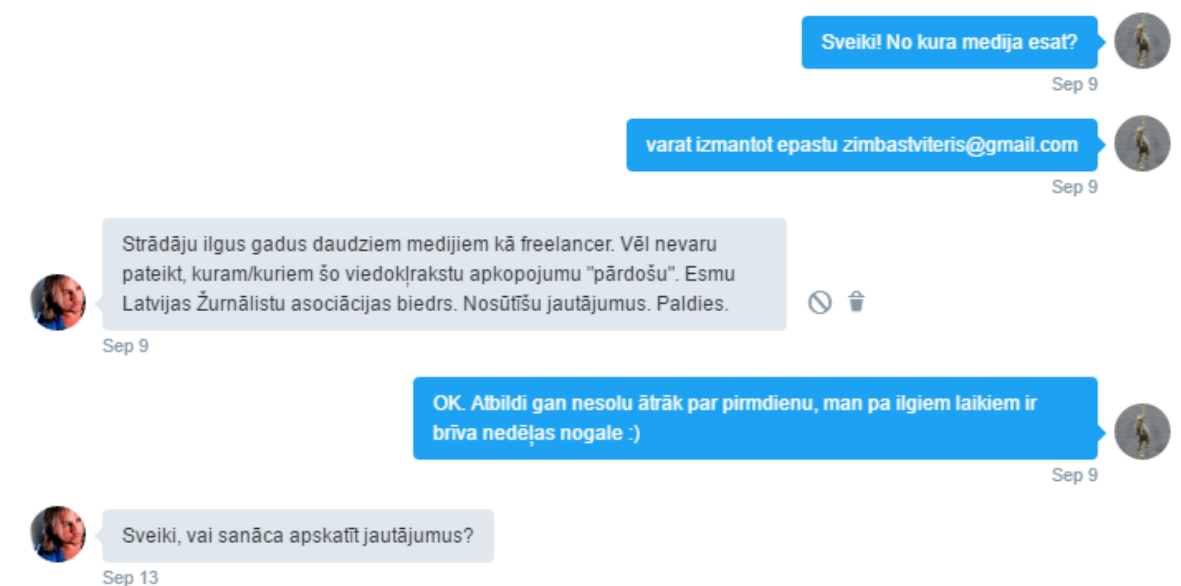 Sveiki! No kura medija esat?
Sep 9
varat izmantot epastu zimbastviteris@gmail.com
Sep 9
Strādāju ilgus gadus daudziem medijiem kā freelancer. Vēl nevaru
pateikt, kuram/kuriem šo viedokļrakstu apkopojumu "pārdošu". Esmu
Latvijas Žurnālistu asociācijas biedrs. Nosūtīšu jautājumus. Paldies.
Sep 9
OK. Atbildi gan nesolu ātrāk par pirmdienu, man pa ilgiem laikiem ir
brīva nedēļas nogale :)
Sep 9
Sveiki, vai sanāca apskatīt jautājumus?
Sep 13